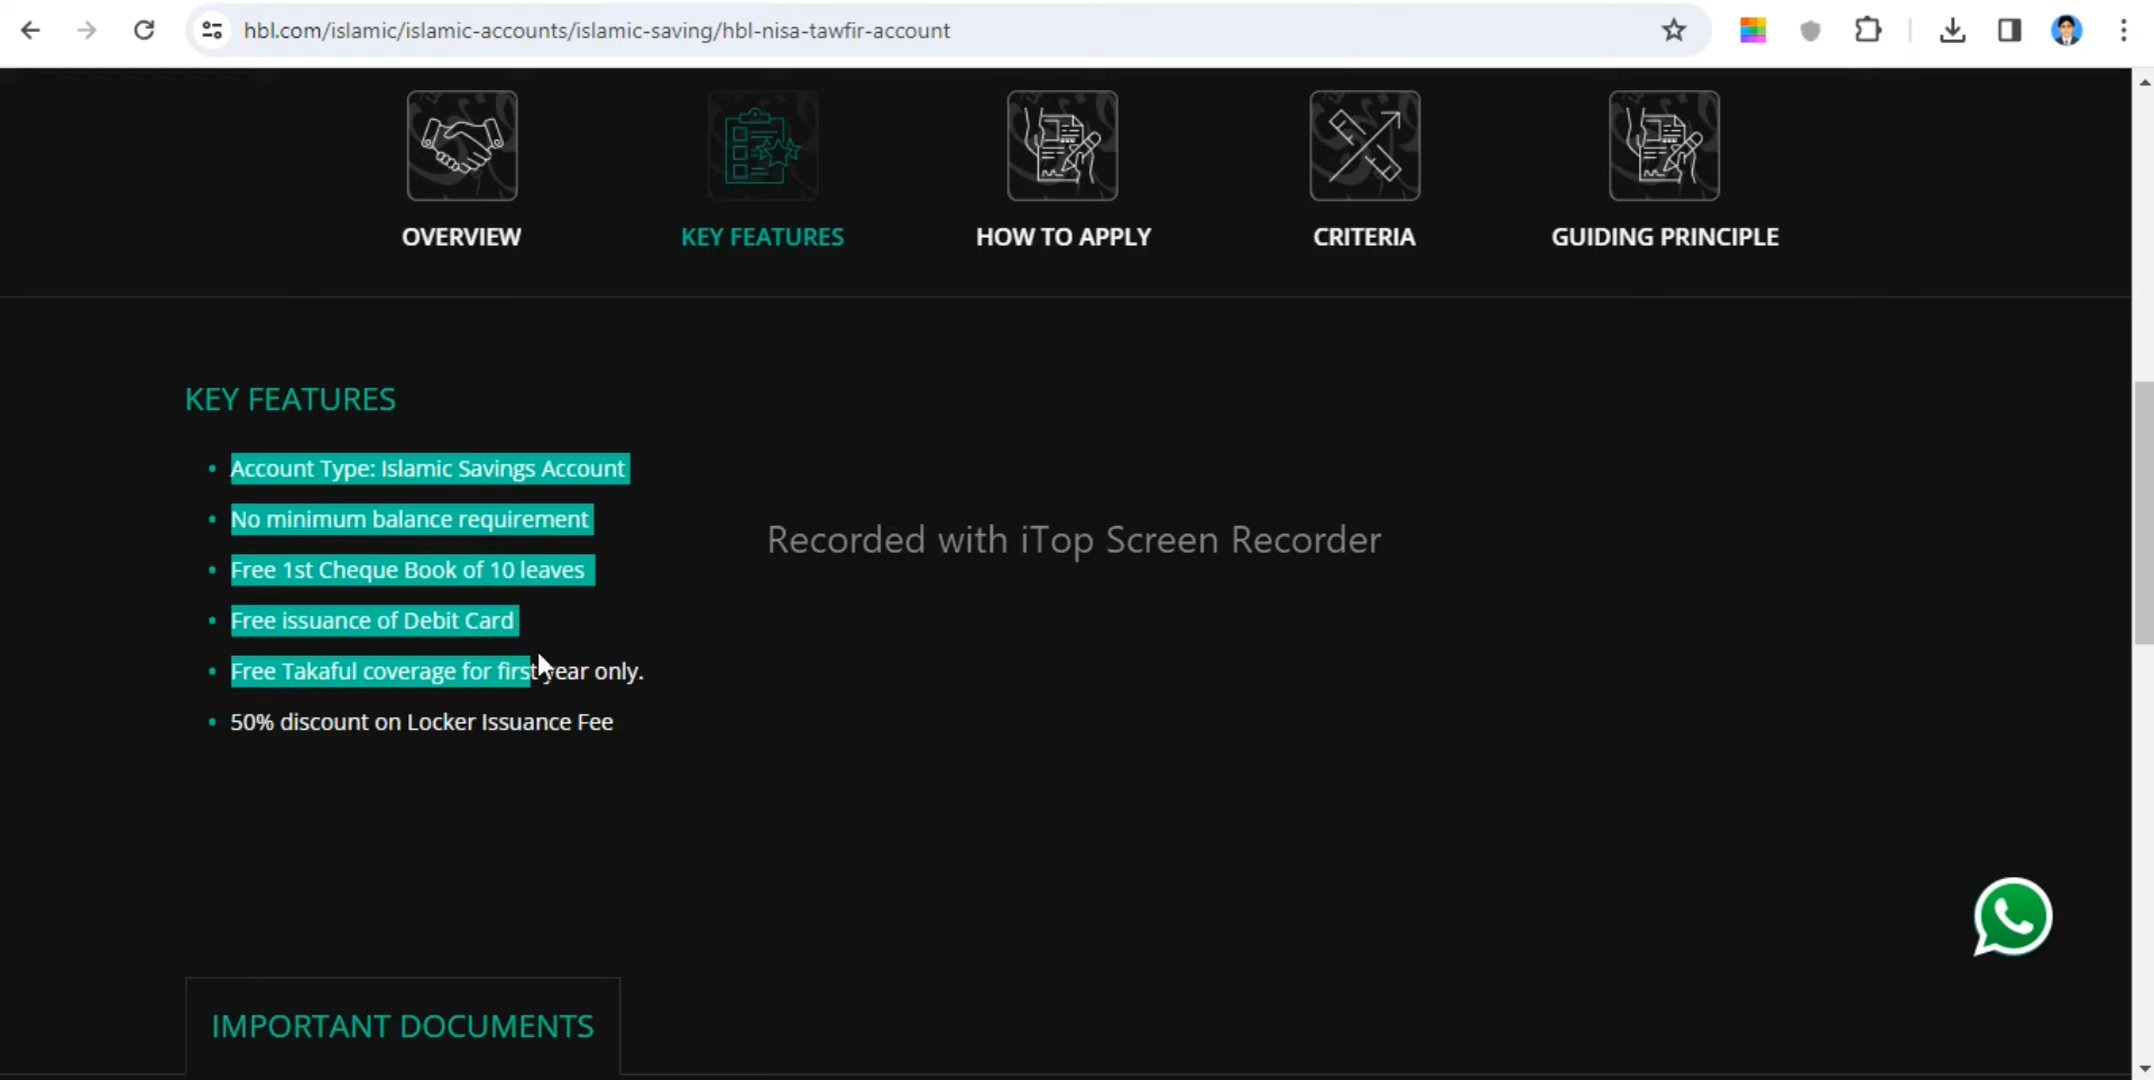 hbl.com/islamic/islamic-accounts/islamic-saving/hbl-nisa-tawfir-account
OVERVIEW
KEY FEATURES
HOW TO APPLY
CRITERIA
GUIDING PRINCIPLE
KEY FEATURES
• Account Type: Islamic Savings Account
• No minimum balance requirement
• Free 1st Cheque Book of 10 leaves
• Free issuance of Debit Card
• Free Takaful coverage for first year only.
• 50% discount on Locker Issuance Fee
Recorded with iTop Screen Recorder
IMPORTANT DOCUMENTS